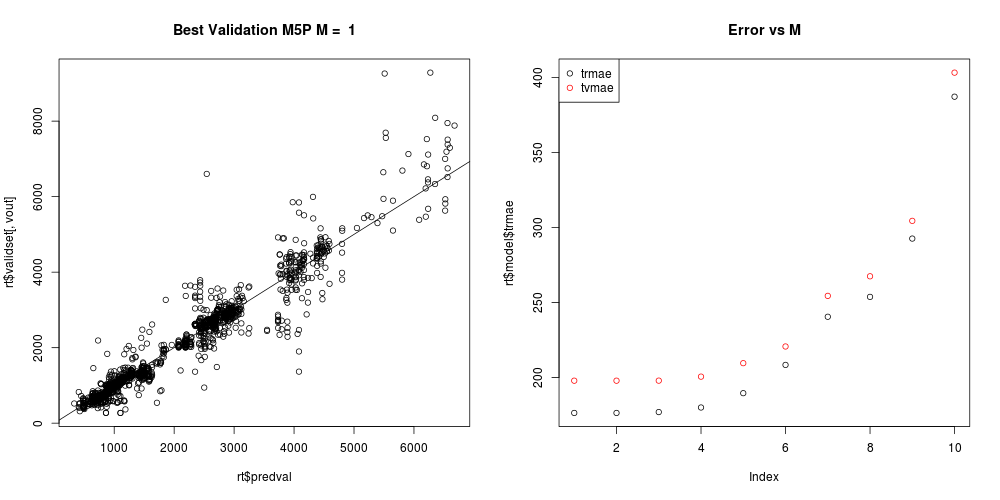 Best Validation M5P M =  1
8000
6000
4000
2000
0
rt$validset[, vout]
1000 2000 3000 4000 5000 6000
rt$predval
Error vs M
trmae
tvmae
400
350
300
250
200
rt$model$trmae
2 4 6 8 10
Index